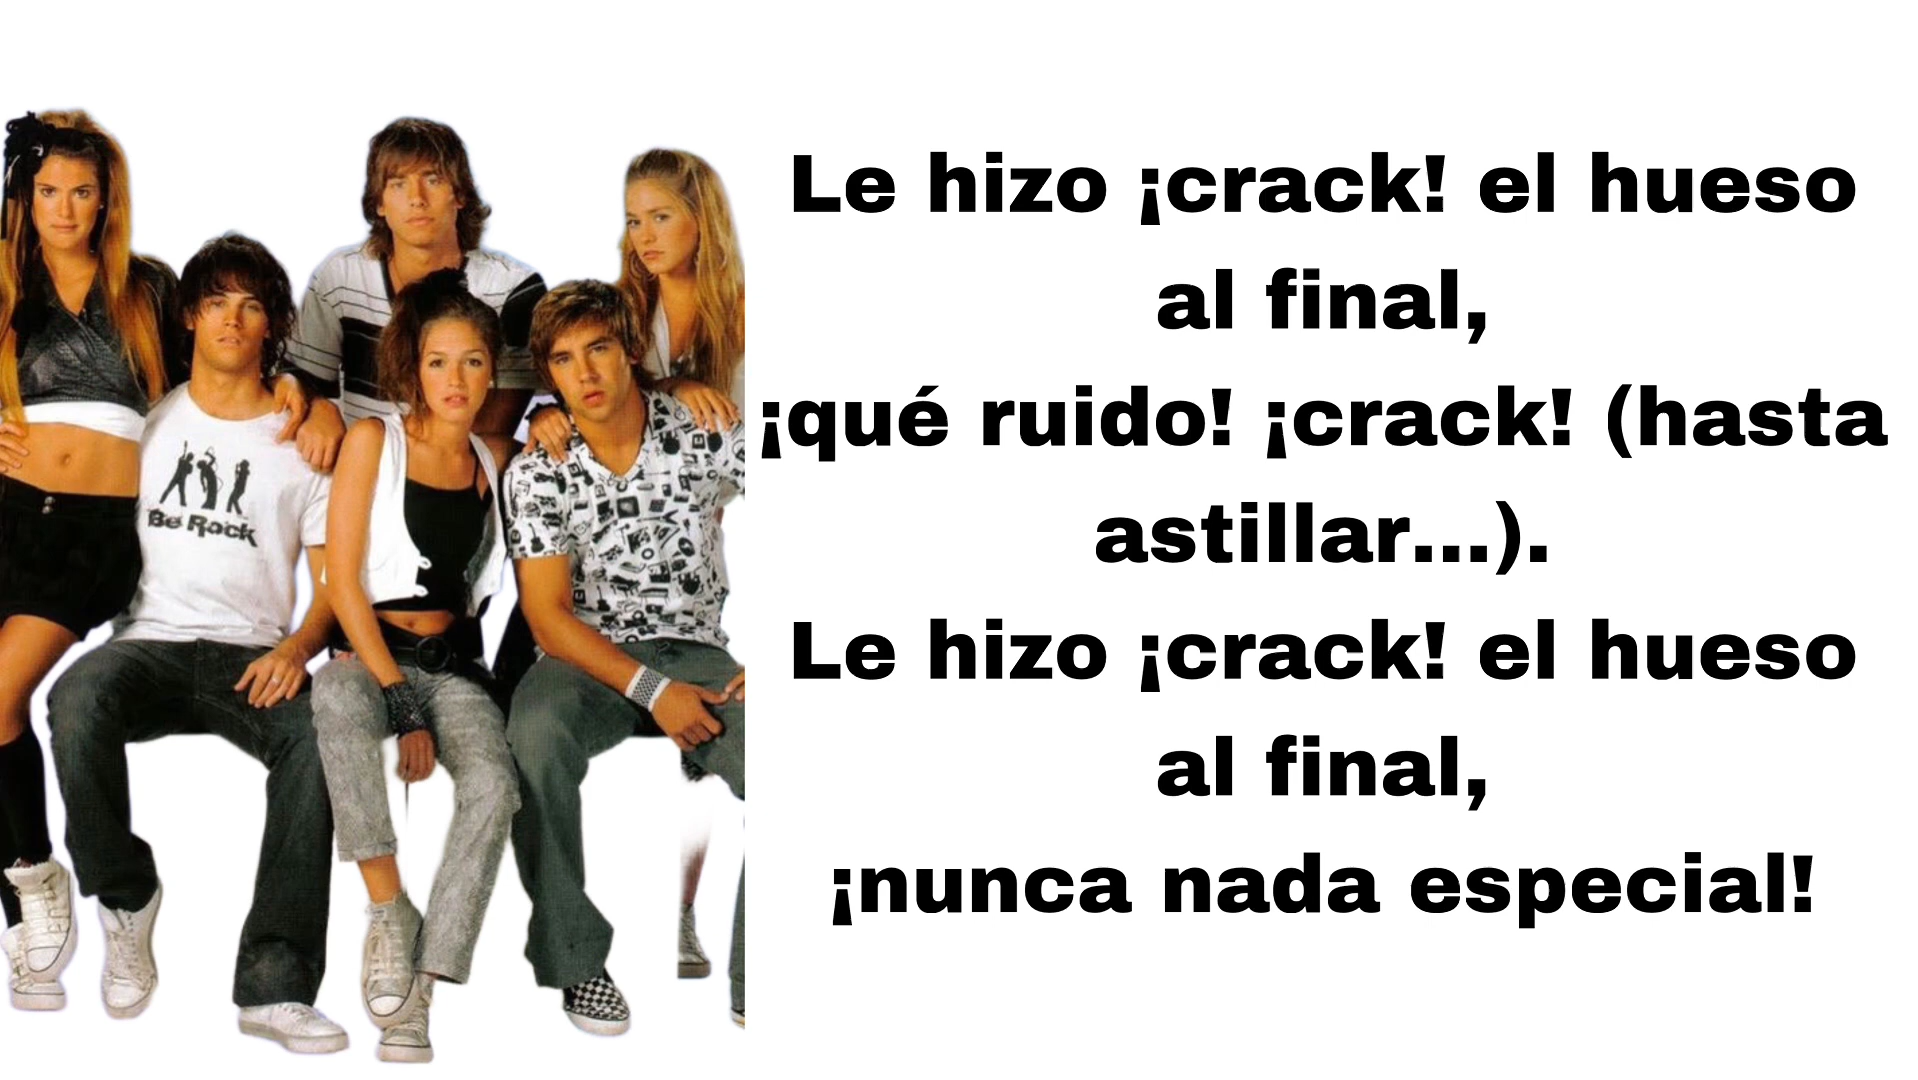 Be Rock
Le hizo ¡crack! el hueso
al final,
¡qué ruido! ¡crack! (hasta
astillar...).
Le hizo ¡crack! el hueso
al final,
¡nunca nada especial!